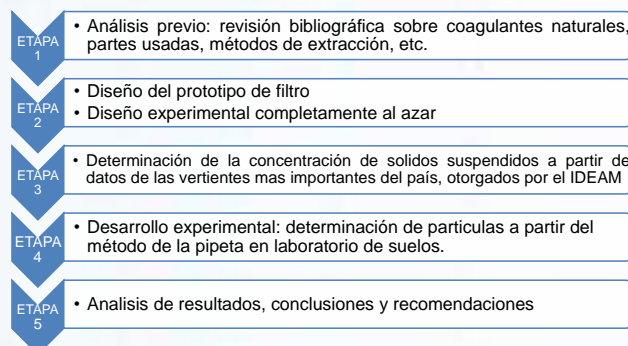 ETAPA
1
• Análisis previo: revisión bibliográfica sobre coagulantes naturales,
partes usadas, métodos de extracción, etc.
ETAPA
2
• Diseño del prototipo de filtro
• Diseño experimental completamente al azar
ETAPA
3
• Determinación de la concentración de solidos suspendidos a partir de
datos de las vertientes mas importantes del país, otorgados por el IDEAM
ETAPA
4
• Desarrollo experimental: determinación de particulas a partir del
método de la pipeta en laboratorio de suelos.
ETAPA
5
• Analisis de resultados, conclusiones y recomendaciones